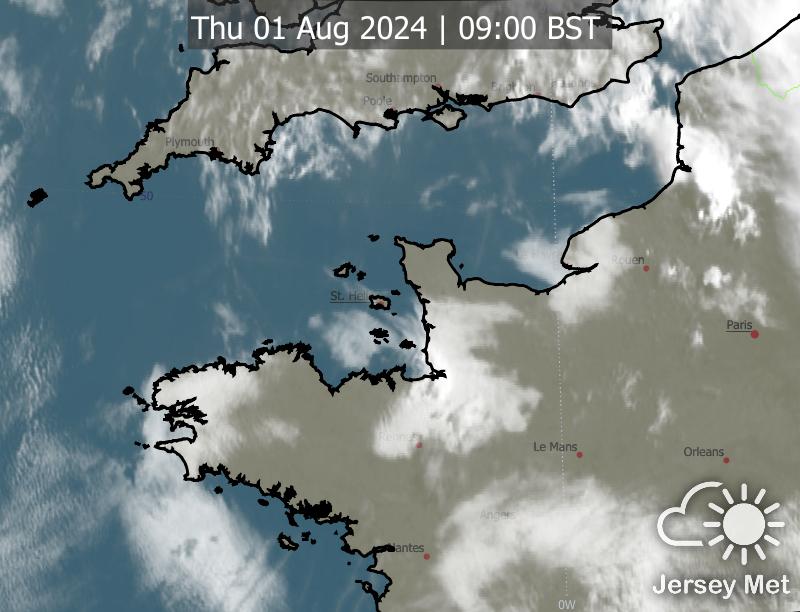 Thu 01 Aug 2024 | 09:00 BST
Southampton
Poole
Plymouth
50
Rouen
St. Heli
Paris
Rennes
Le Mans
Orleans
Angers
Nantes
Jersey Met
0W